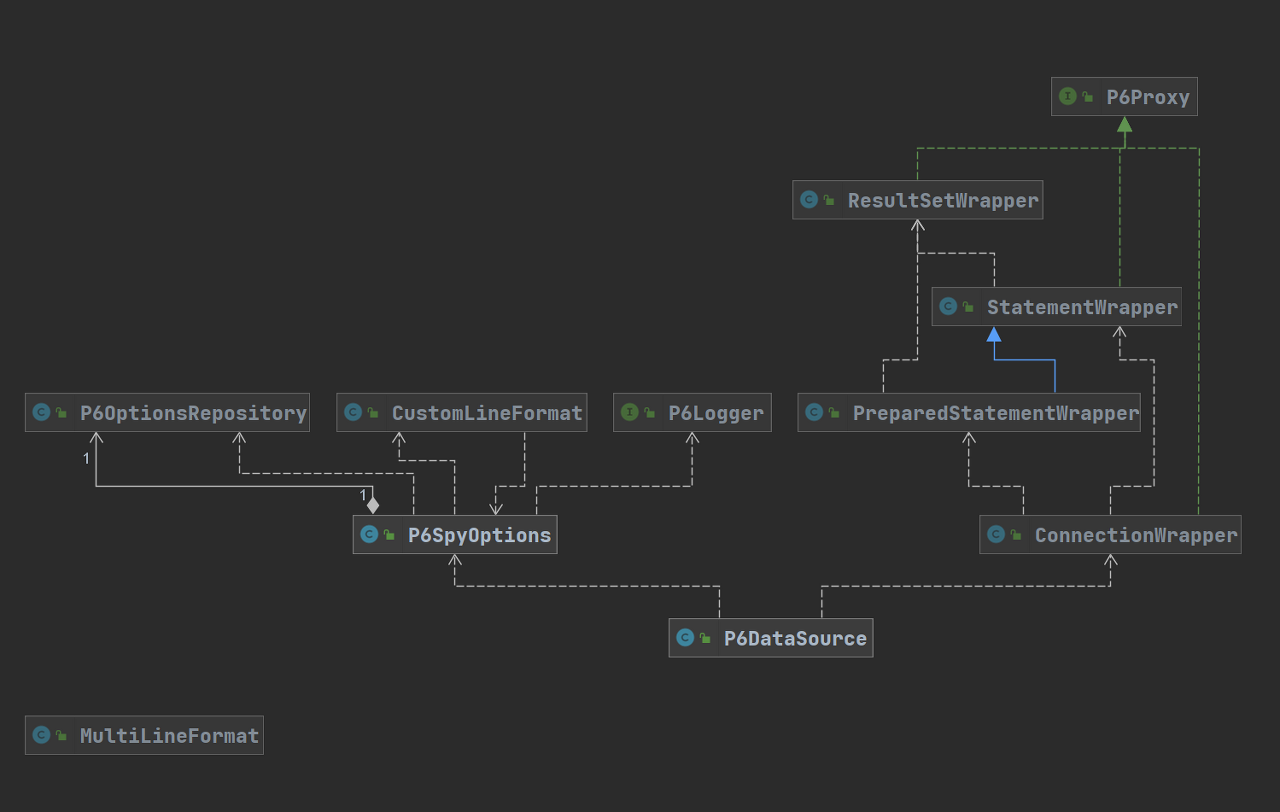 I P6Proxy
C ResultSetWrapper
C StatementWrapper
C P6OptionsRepository
C CustomLineFormat
I P6Logger
C PreparedStatementWrapper
1
1
C P6SpyOptions
C ConnectionWrapper
C P6DataSource
C MultiLineFormat